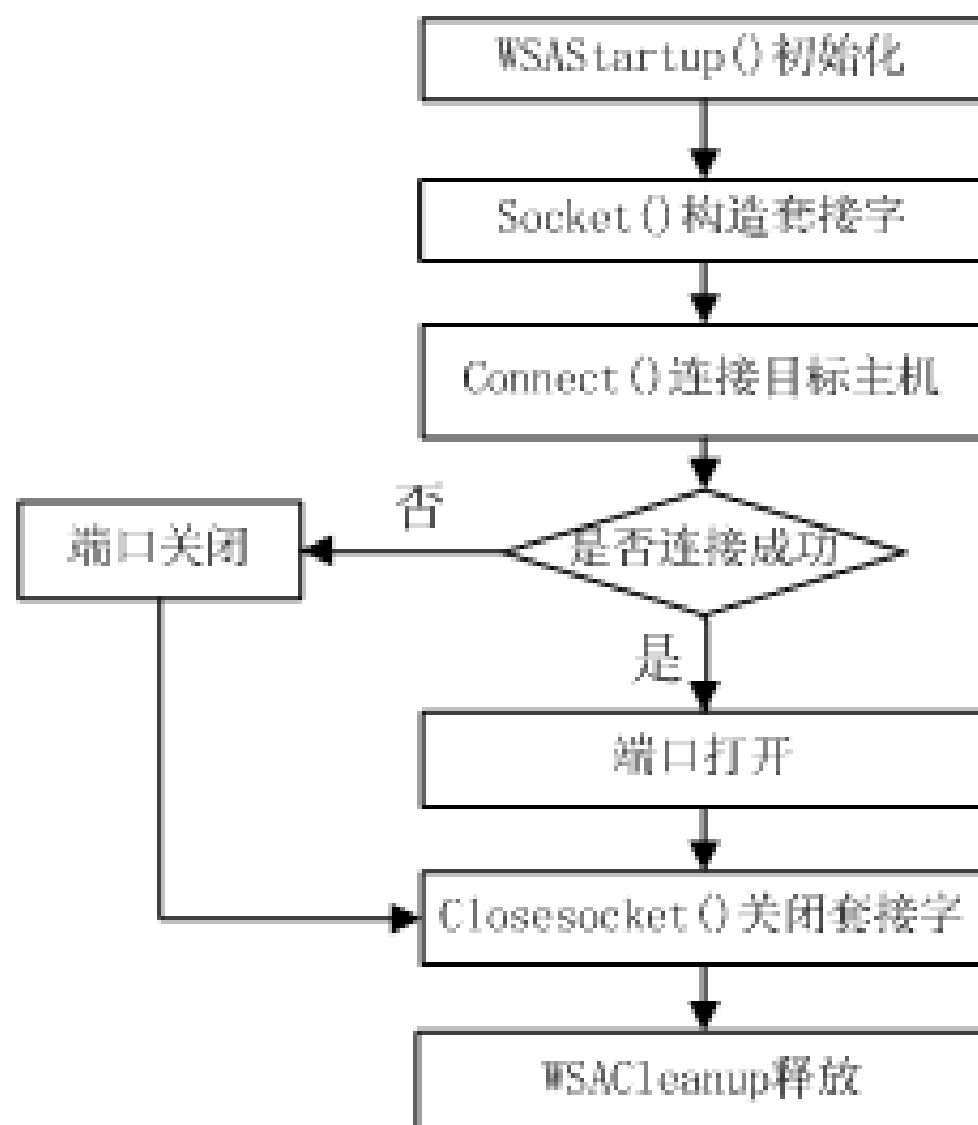 WSAStartup()初始化
Socket()构造套接字
Connect()连接目标主机
否
端口关闭
是否连接成功
是
端口打开
Closesocket()关闭套接字
WSACleanup释放